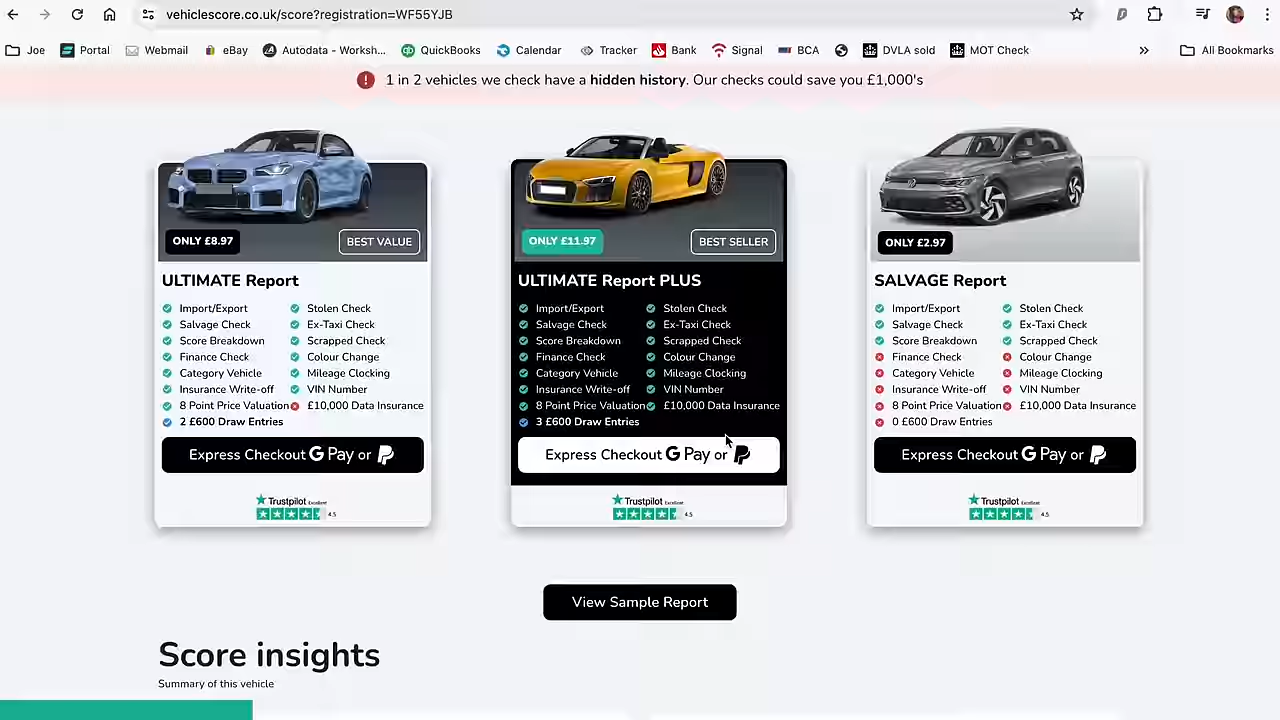 vehiclescore.co.uk/score?registration=WF55YJB
Joe Portal Webmail eBay Autodata - Worksh... QuickBooks Calendar Tracker Bank Signal BCA DVLA sold MOT Check » All Bookmarks
1 in 2 vehicles we check have a hidden history. Our checks could save you £1,000's
ONLY £8.97 BEST VALUE
ULTIMATE Report
Import/Export Stolen Check
Salvage Check Ex-Taxi Check
Score Breakdown Scrapped Check
Finance Check Colour Change
Category Vehicle Mileage Clocking
Insurance Write-off VIN Number
8 Point Price Valuation £10,000 Data Insurance
2 £600 Draw Entries
Express Checkout G Pay or
Trustpilot Excellent
4.5
ONLY £11.97 BEST SELLER
ULTIMATE Report PLUS
Import/Export Stolen Check
Salvage Check Ex-Taxi Check
Score Breakdown Scrapped Check
Finance Check Colour Change
Category Vehicle Mileage Clocking
Insurance Write-off VIN Number
8 Point Price Valuation £10,000 Data Insurance
3 £600 Draw Entries
Express Checkout G Pay or
Trustpilot Excellent
4.5
ONLY £2.97
SALVAGE Report
Import/Export Stolen Check
Salvage Check Ex-Taxi Check
Score Breakdown Scrapped Check
Finance Check Colour Change
Category Vehicle Mileage Clocking
Insurance Write-off VIN Number
8 Point Price Valuation £10,000 Data Insurance
0 £600 Draw Entries
Express Checkout G Pay or
Trustpilot Excellent
4.5
View Sample Report
Score insights
Summary of this vehicle